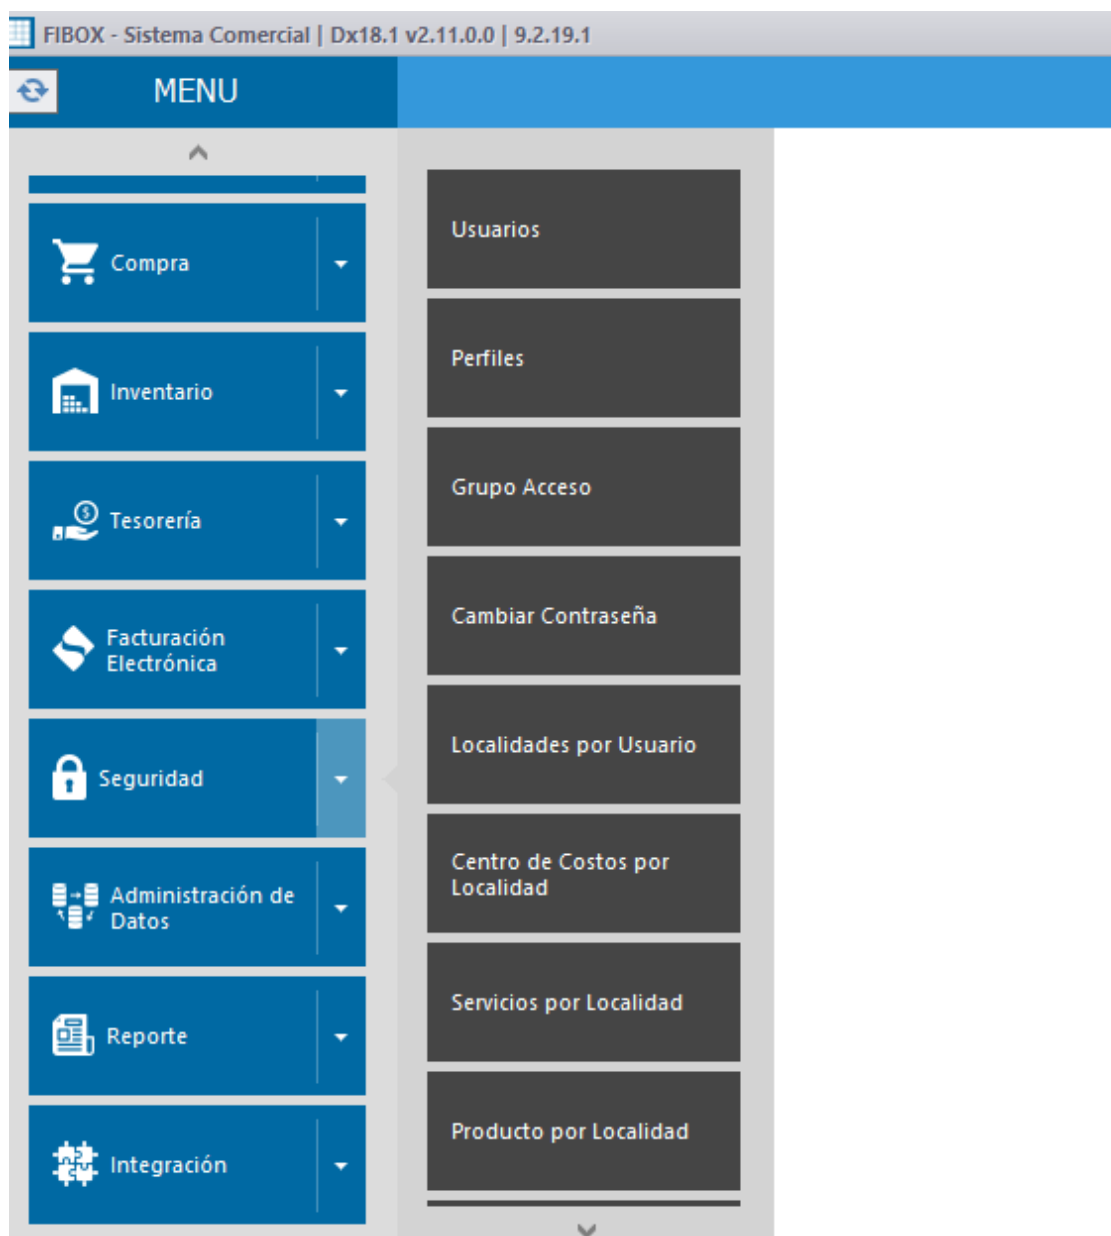 FIBOX - Sistema Comercial | Dx18.1 v2.11.0.0 | 9.2.19.1
MENU
Compra
Inventario
Tesorería
Facturación
Electrónica
Seguridad
Administración de
Datos
Reporte
Integración
Usuarios
Perfiles
Grupo Acceso
Cambiar Contraseña
Localidades por Usuario
Centro de Costos por
Localidad
Servicios por Localidad
Producto por Localidad